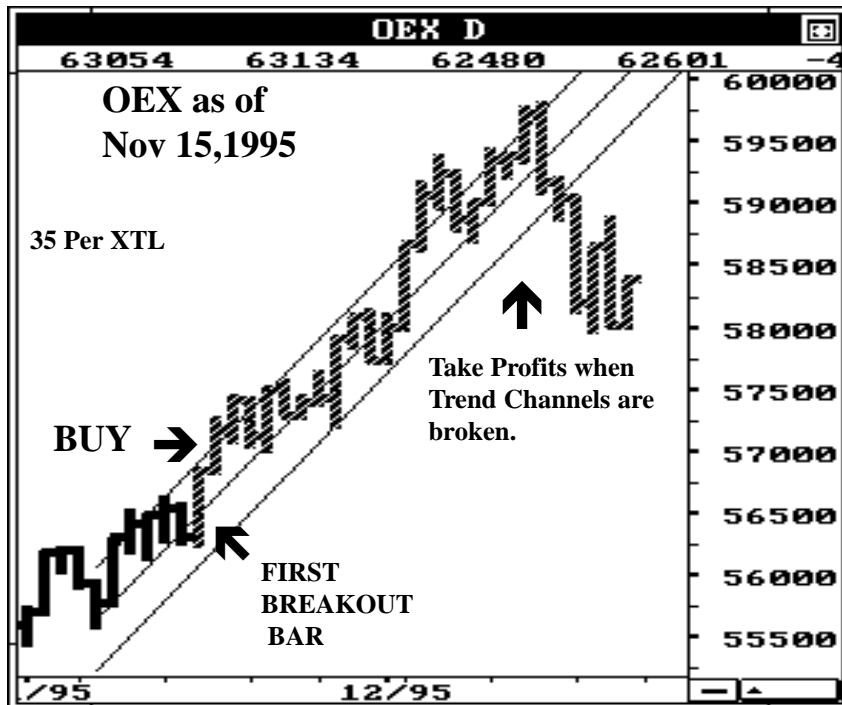 OEX D
63054 63134 62480 62601 -4
OEX as of
Nov 15,1995
35 Per XTL
BUY
FIRST
BREAKOUT
BAR
Take Profits when
Trend Channels are
broken.
60000
59500
59000
58500
58000
57500
57000
56500
56000
55500
/95 12/95